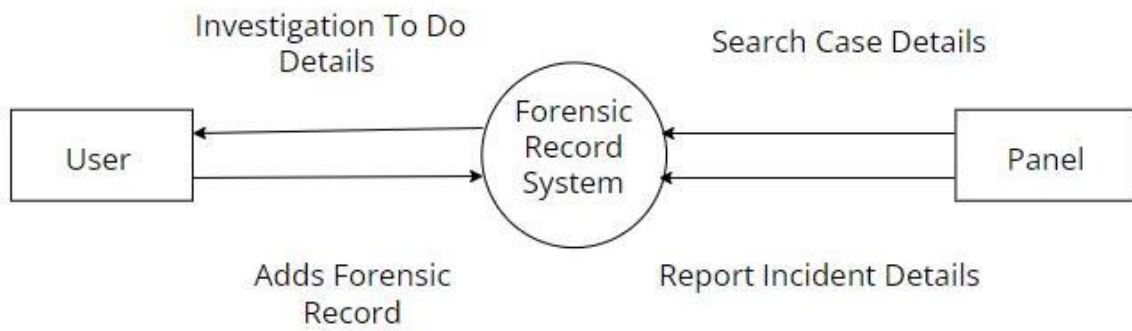 Investigation To Do
Details
Search Case Details
User
Forensic
Record
System
Panel
Adds Forensic
Record
Report Incident Details